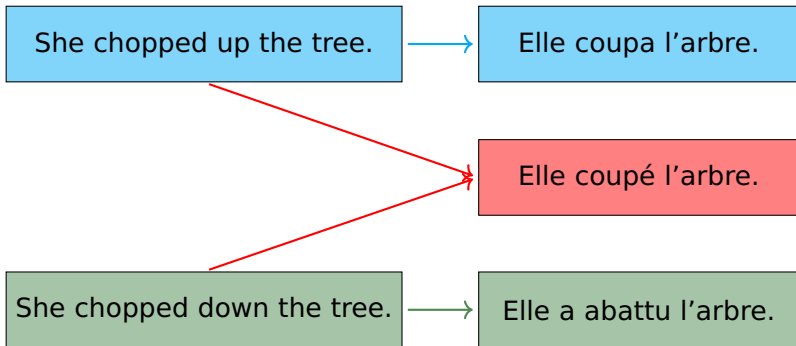 She chopped up the tree.
Elle coupa l’arbre.
Elle coupé l’arbre.
She chopped down the tree.
Elle a abattu l’arbre.